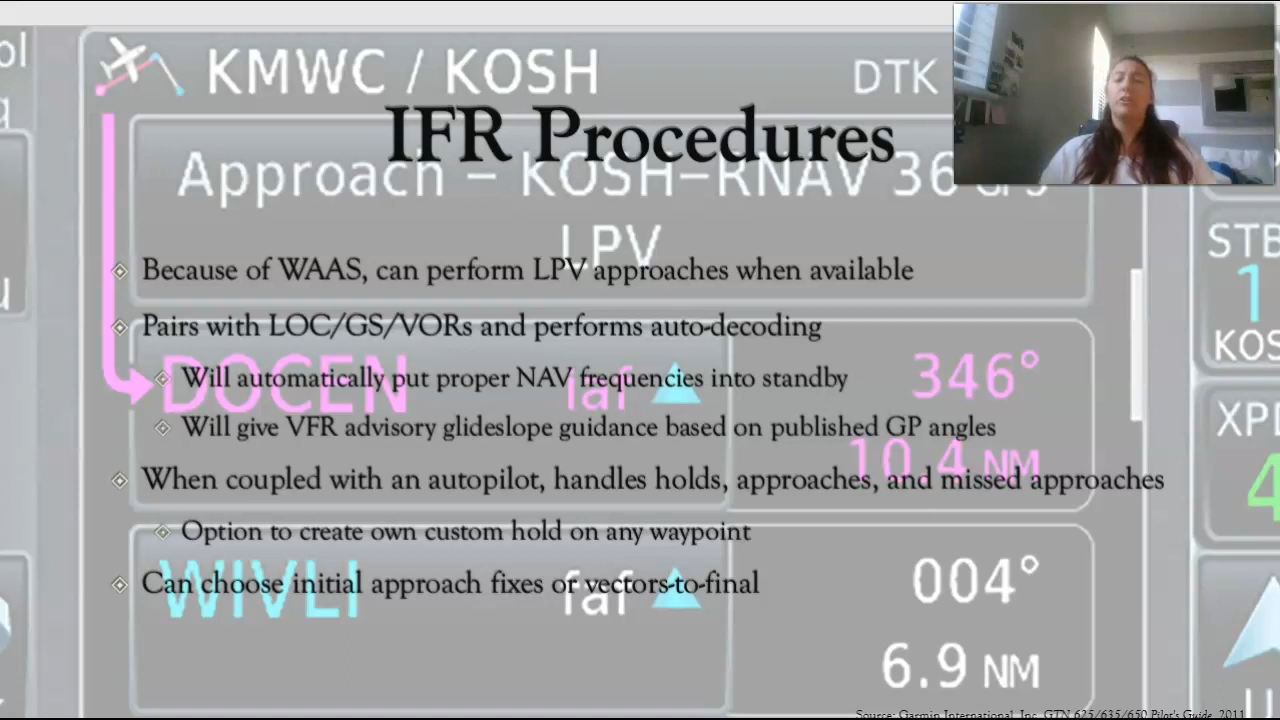 KMWC / KOSH
DTK
IFR Procedures
Approach – KOSH–RNAV 36
LPV
Because of WAAS, can perform LPV approaches when available
Pairs with LOC/GS/VORs and performs auto-decoding
DOCEN iaf 346°
Will automatically put proper NAV frequencies into standby
Will give VFR advisory glideslope guidance based on published GP angles
10.4 NM
When coupled with an autopilot, handles holds, approaches, and missed approaches
Option to create own custom hold on any waypoint
Can choose initial approach fixes or vectors-to-final
WIVLI faf 004°
6.9 NM
STB
1
KOS
XPD
4
Source: Garmin International, Inc. GTN 625/635/650 Pilot's Guide, 2011